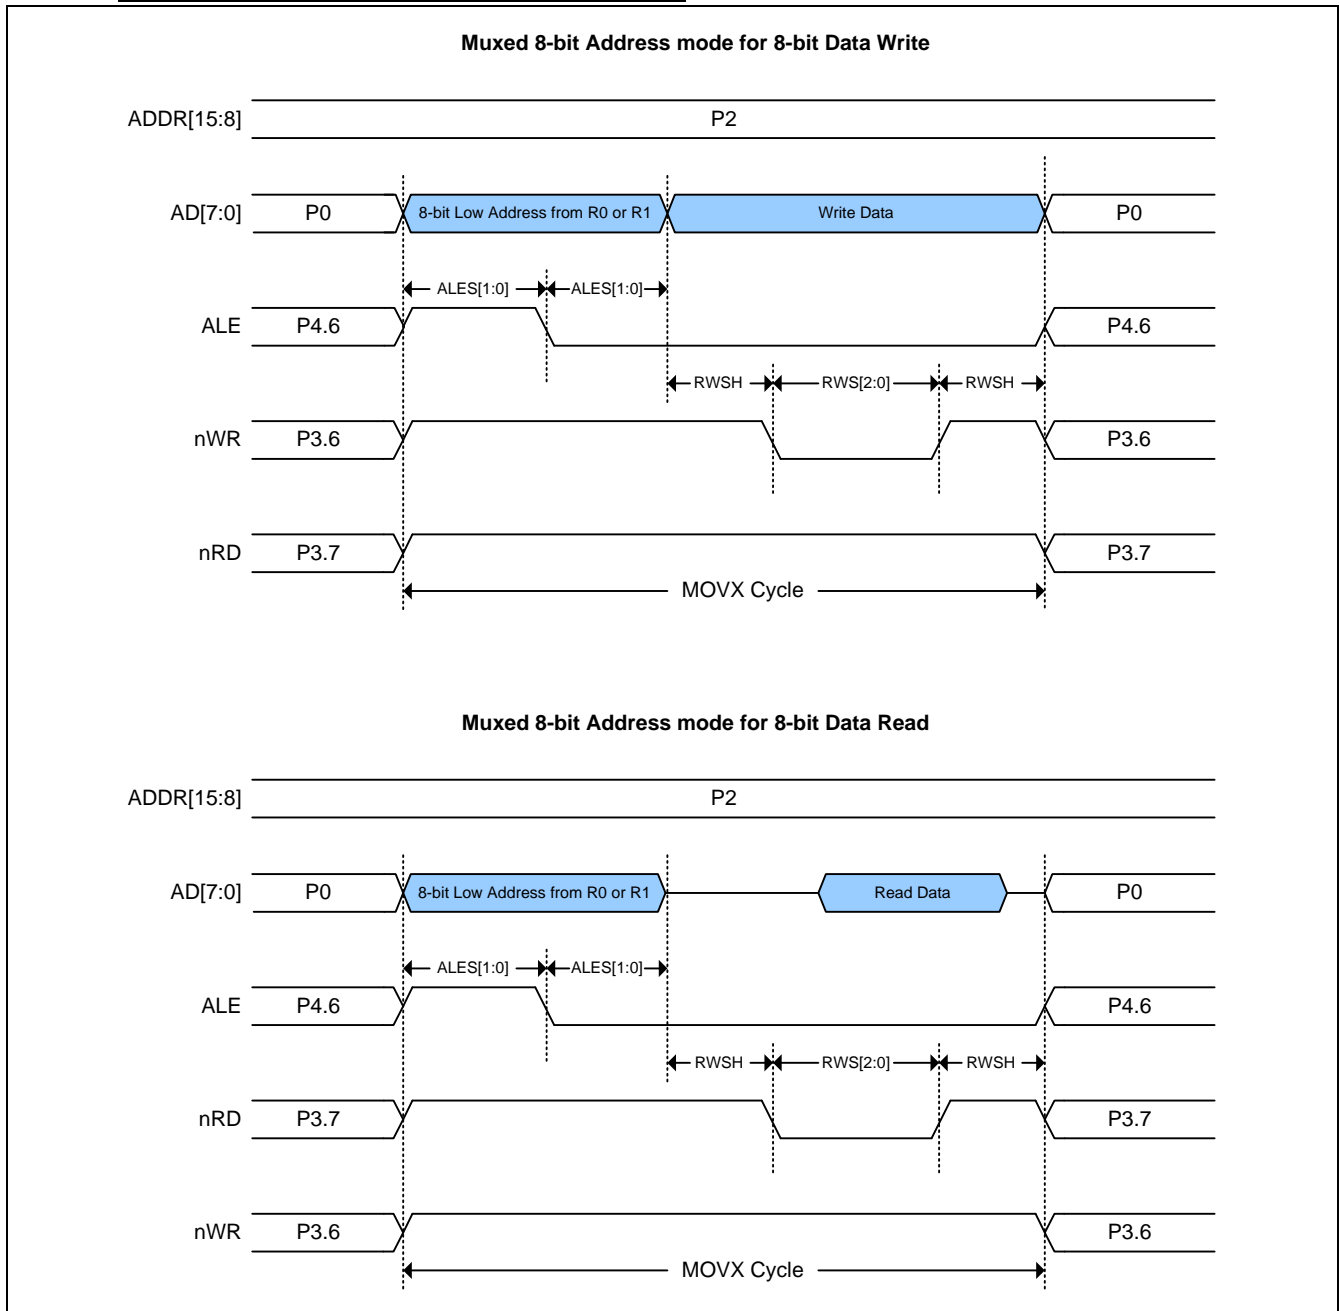 Muxed 8-bit Address mode for 8-bit Data Write
ADDR[15:8] P2
AD[7:0] P0 8-bit Low Address from R0 or R1 Write Data P0
ALES[1:0] ALES[1:0]
ALE P4.6 P4.6
RWSH RWS[2:0] RWSH
nWR P3.6 P3.6
nRD P3.7 P3.7
MOVX Cycle
Muxed 8-bit Address mode for 8-bit Data Read
ADDR[15:8] P2
AD[7:0] P0 8-bit Low Address from R0 or R1 Read Data P0
ALES[1:0] ALES[1:0]
ALE P4.6 P4.6
RWSH RWS[2:0] RWSH
nRD P3.7 P3.7
nWR P3.6 P3.6
MOVX Cycle